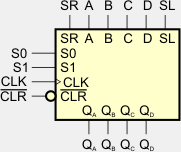 SR A B C D SL
SR A B C D SL
S0 S0
S1 S1
CLK CLK
CLR CLR
QA QB QC QD
QA QB QC QD